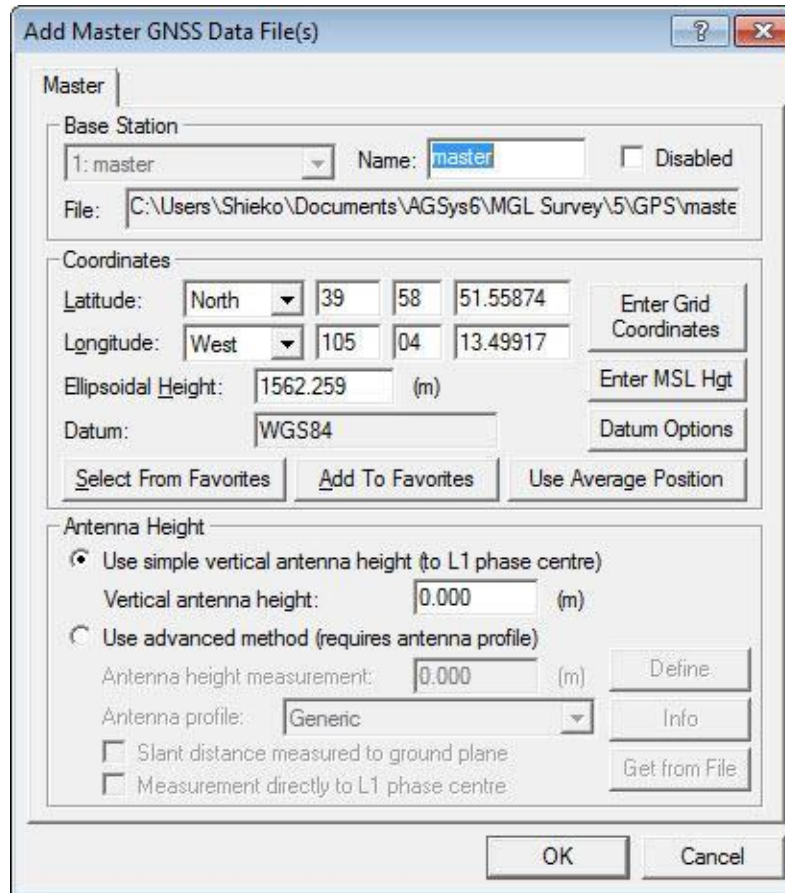 Add Master GNSS Data File(s)
Master
Base Station
1: master Name: master Disabled
File: C:\Users\Shieko\Documents\AGSys6\MGL Survey\5\GPS\maste
Coordinates
Latitude: North 39 58 51.55874
Enter Grid Coordinates
Longitude: West 105 04 13.49917
Ellipsoidal Height: 1562.259 (m) Enter MSL Hgt
Datum: WGS84 Datum Options
Select From Favorites Add To Favorites Use Average Position
Antenna Height
Use simple vertical antenna height (to L1 phase centre)
Vertical antenna height: 0.000 (m)
Use advanced method (requires antenna profile)
Antenna height measurement: 0.000 (m) Define
Antenna profile: Generic Info
Slant distance measured to ground plane
Get from File
Measurement directly to L1 phase centre
OK Cancel